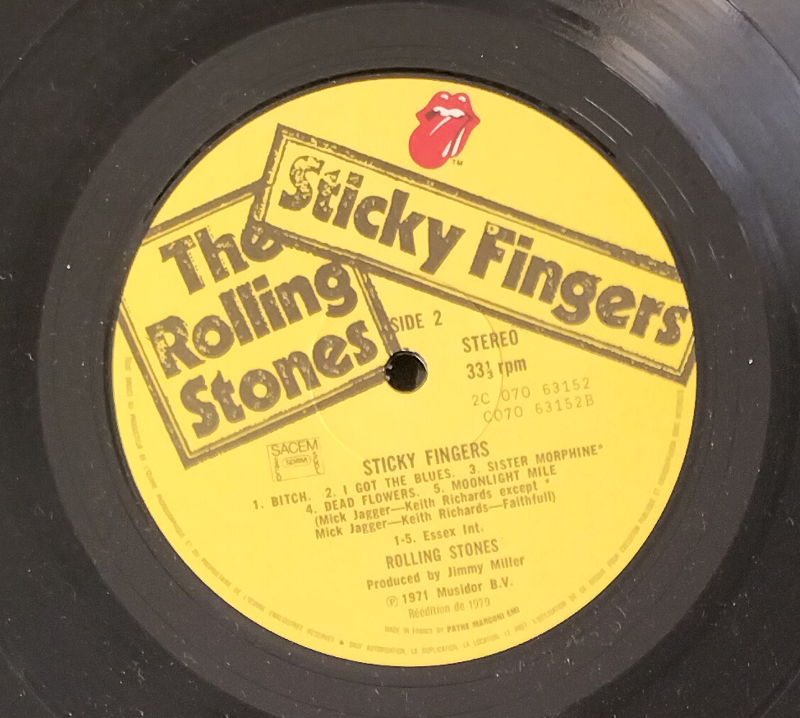 TM
Sticky Fingers
The
Rolling
Stones
SIDE 2
STEREO
33⅓ rpm
2C 070 63152
C070 63152B
SACEM
STICKY FINGERS
1. BITCH. 2. I GOT THE BLUES. 3. SISTER MORPHINE*
4. DEAD FLOWERS. 5. MOONLIGHT MILE
(Mick Jagger—Keith Richards except *
Mick Jagger—Keith Richards—Faithfull)
1-5. Essex Int.
ROLLING STONES
Produced by Jimmy Miller
℗ 1971 Musidor B.V.
Réédition de 1979
MADE IN FRANCE BY PATHE MARCONI EMI